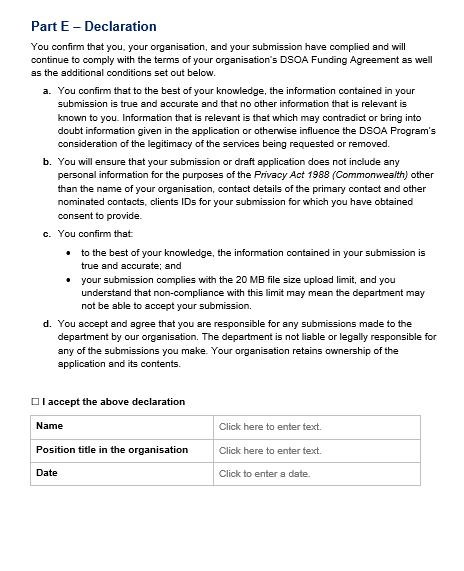 Part E – Declaration
You confirm that you, your organisation, and your submission have complied and will
continue to comply with the terms of your organisation's DSOA Funding Agreement as well
as the additional conditions set out below.
a. You confirm that to the best of your knowledge, the information contained in your
submission is true and accurate and that no other information that is relevant is
known to you. Information that is relevant is that which may contradict or bring into
doubt information given in the application or otherwise influence the DSOA Program's
consideration of the legitimacy of the services being requested or removed.
b. You will ensure that your submission or draft application does not include any
personal information for the purposes of the Privacy Act 1988 (Commonwealth) other
than the name of your organisation, contact details of the primary contact and other
nominated contacts, clients IDs for your submission for which you have obtained
consent to provide.
c. You confirm that:
• to the best of your knowledge, the information contained in your submission is
true and accurate; and
• your submission complies with the 20 MB file size upload limit, and you
understand that non-compliance with this limit may mean the department may
not be able to accept your submission.
d. You accept and agree that you are responsible for any submissions made to the
department by our organisation. The department is not liable or legally responsible for
any of the submissions you make. Your organisation retains ownership of the
application and its contents.
☐ I accept the above declaration
Name Click here to enter text.
Position title in the organisation Click here to enter text.
Date Click to enter a date.